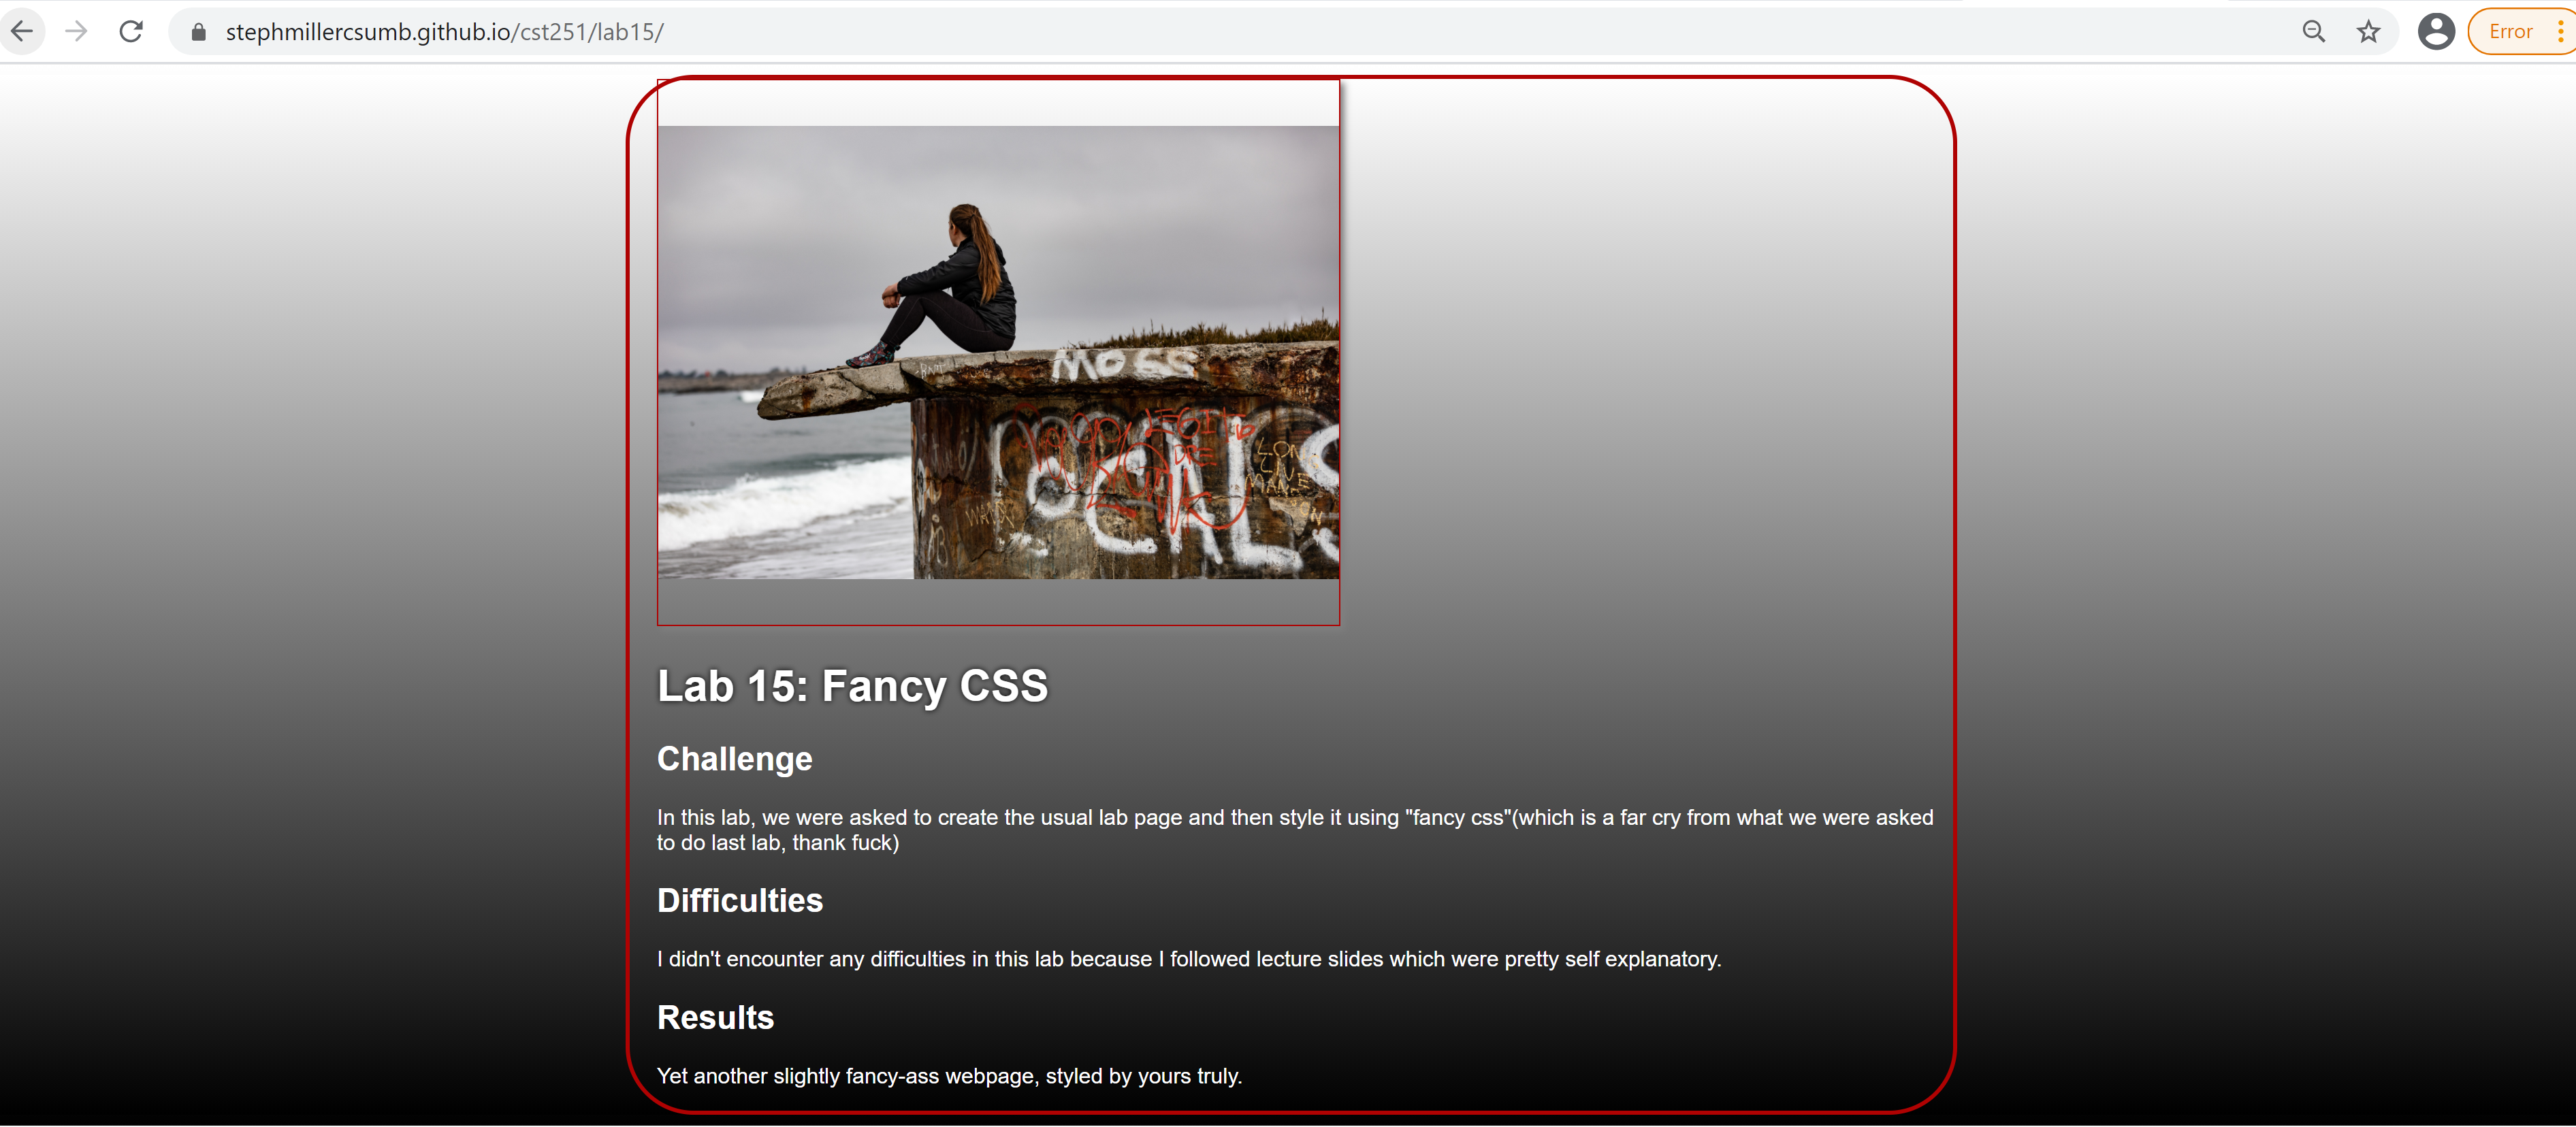 stephmillercsumb.github.io/cst251/lab15/
Error
MOSS
Lab 15: Fancy CSS
Challenge
In this lab, we were asked to create the usual lab page and then style it using "fancy css"(which is a far cry from what we were asked
to do last lab, thank fuck)
Difficulties
I didn't encounter any difficulties in this lab because I followed lecture slides which were pretty self explanatory.
Results
Yet another slightly fancy-ass webpage, styled by yours truly.